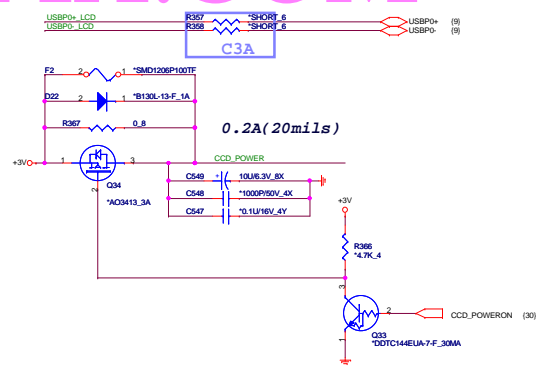 USBP0+_LCD R357 *SHORT_6 USBP0+ (9)
USBP0-_LCD R358 *SHORT_6 USBP0- (9)
C3A
F2 2 1 *SMD1206P100TF
D22 2 1 *B130L-13-F_1A
R367 0_8
0.2A(20mils)
+3V 1 3 CCD_POWER
Q34
2
*AO3413_3A
C549 + 10U/6.3V_8X
C548 *1000P/50V_4X
C547 *0.1U/16V_4Y
+3V
R366
*4.7K_4
3
2 CCD_POWERON (30)
Q33
1 *DDTC144EUA-7-F_30MA